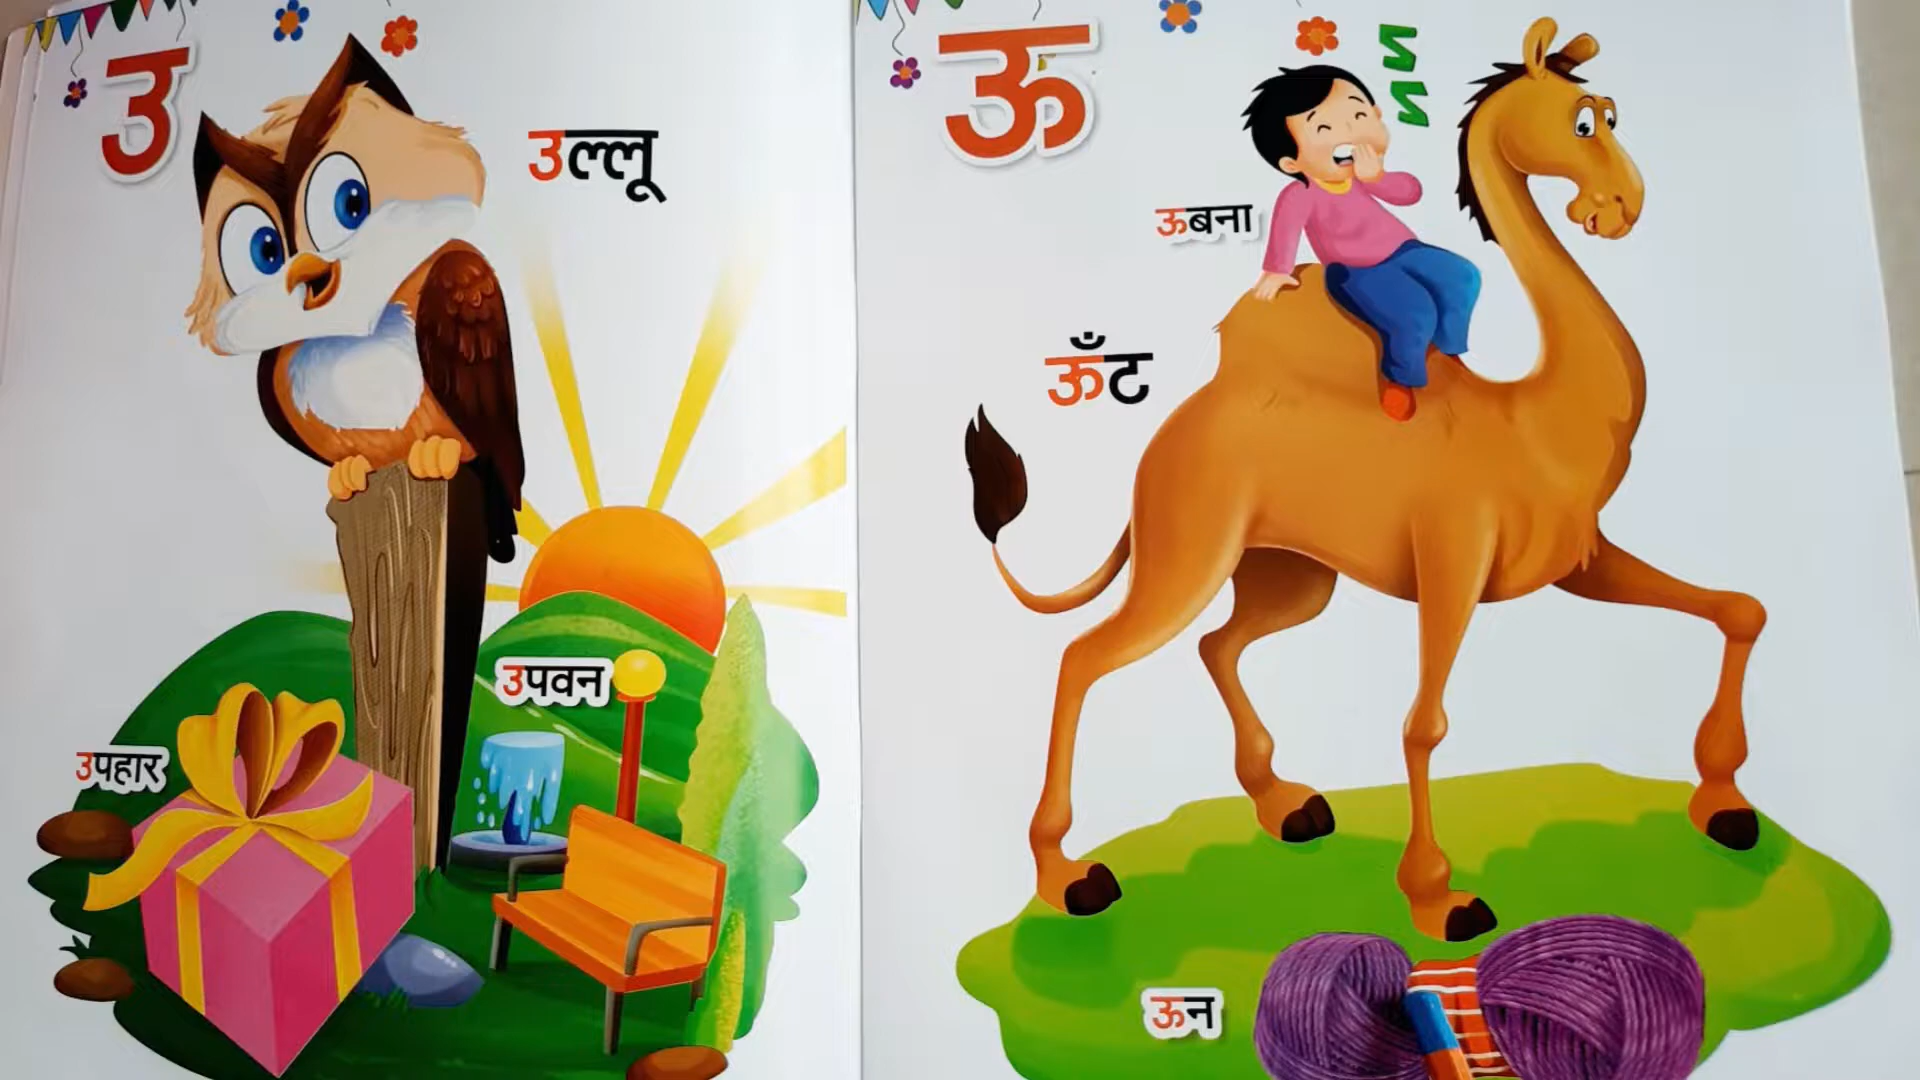 उ
उल्लू
उपवन
उपहार
ऊ
ऊबना
ऊँट
ऊन